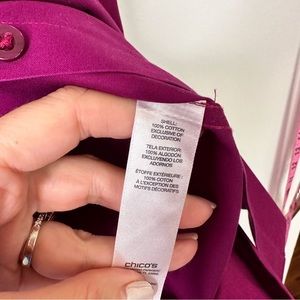 SHELL:
100% COTTON
EXCLUSIVE OF
DECORATION
TELA EXTERIOR:
100% ALGODÓN
EXCLUYENDO LOS
ADORNOS
ÉTOFFE EXTÉRIEURE :
100% COTON
À L'EXCEPTION DES
MOTIFS DÉCORATIFS
chico's